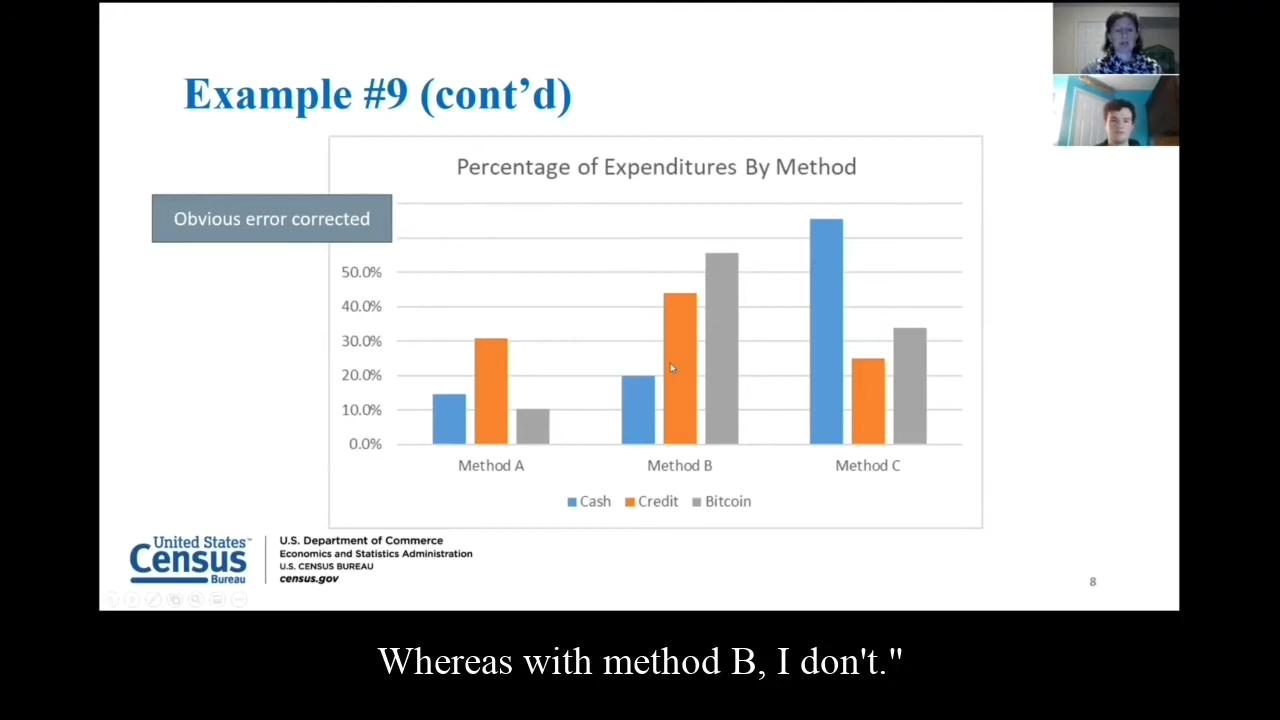 Example #9 (cont’d)
Percentage of Expenditures By Method
Obvious error corrected
50.0%
40.0%
30.0%
20.0%
10.0%
0.0%
Method A Method B Method C
Cash Credit Bitcoin
United States™
Census
Bureau
U.S. Department of Commerce
Economics and Statistics Administration
U.S. CENSUS BUREAU
census.gov
8
Whereas with method B, I don't."